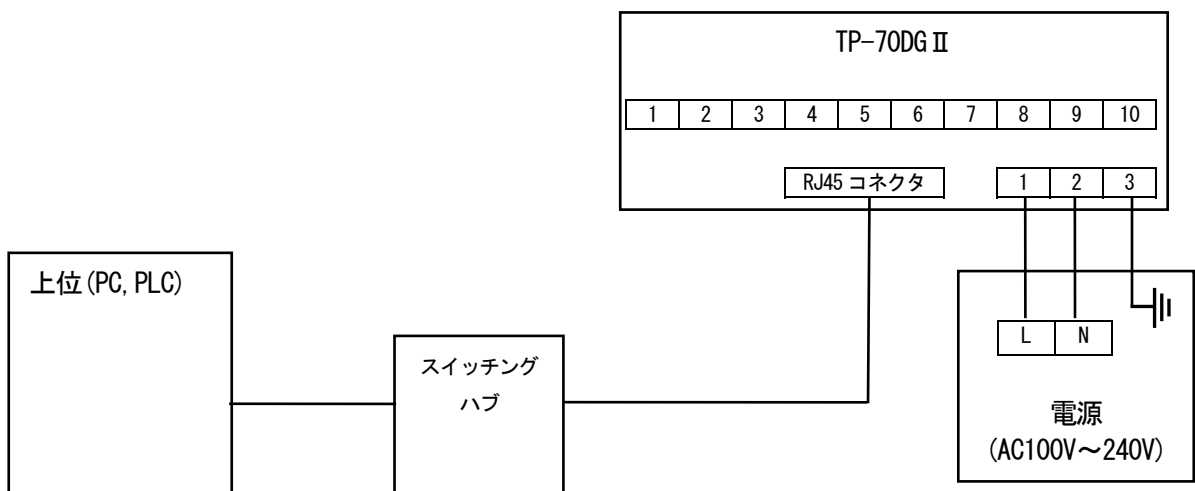 TP-70DGⅡ
1 2 3 4 5 6 7 8 9 10
RJ45 コネクタ 1 2 3
上位(PC, PLC)
スイッチング
ハブ
L N
電源
(AC100V～240V)